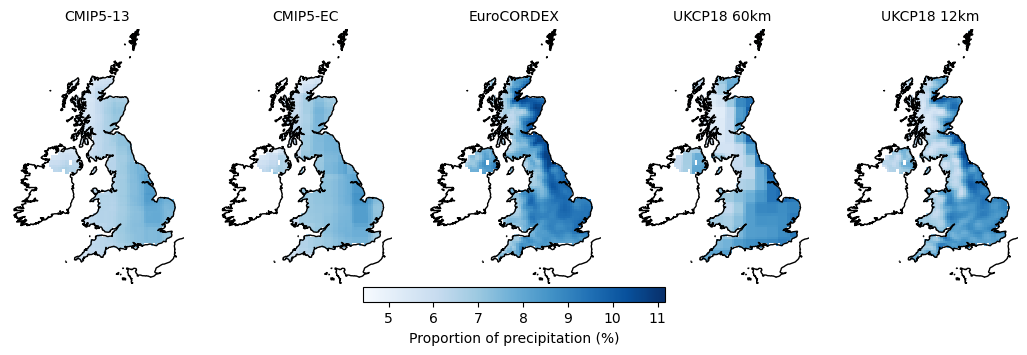 CMIP5-13 CMIP5-EC EuroCORDEX UKCP18 60km UKCP18 12km
5 6 7 8 9 10 11
Proportion of precipitation (%)